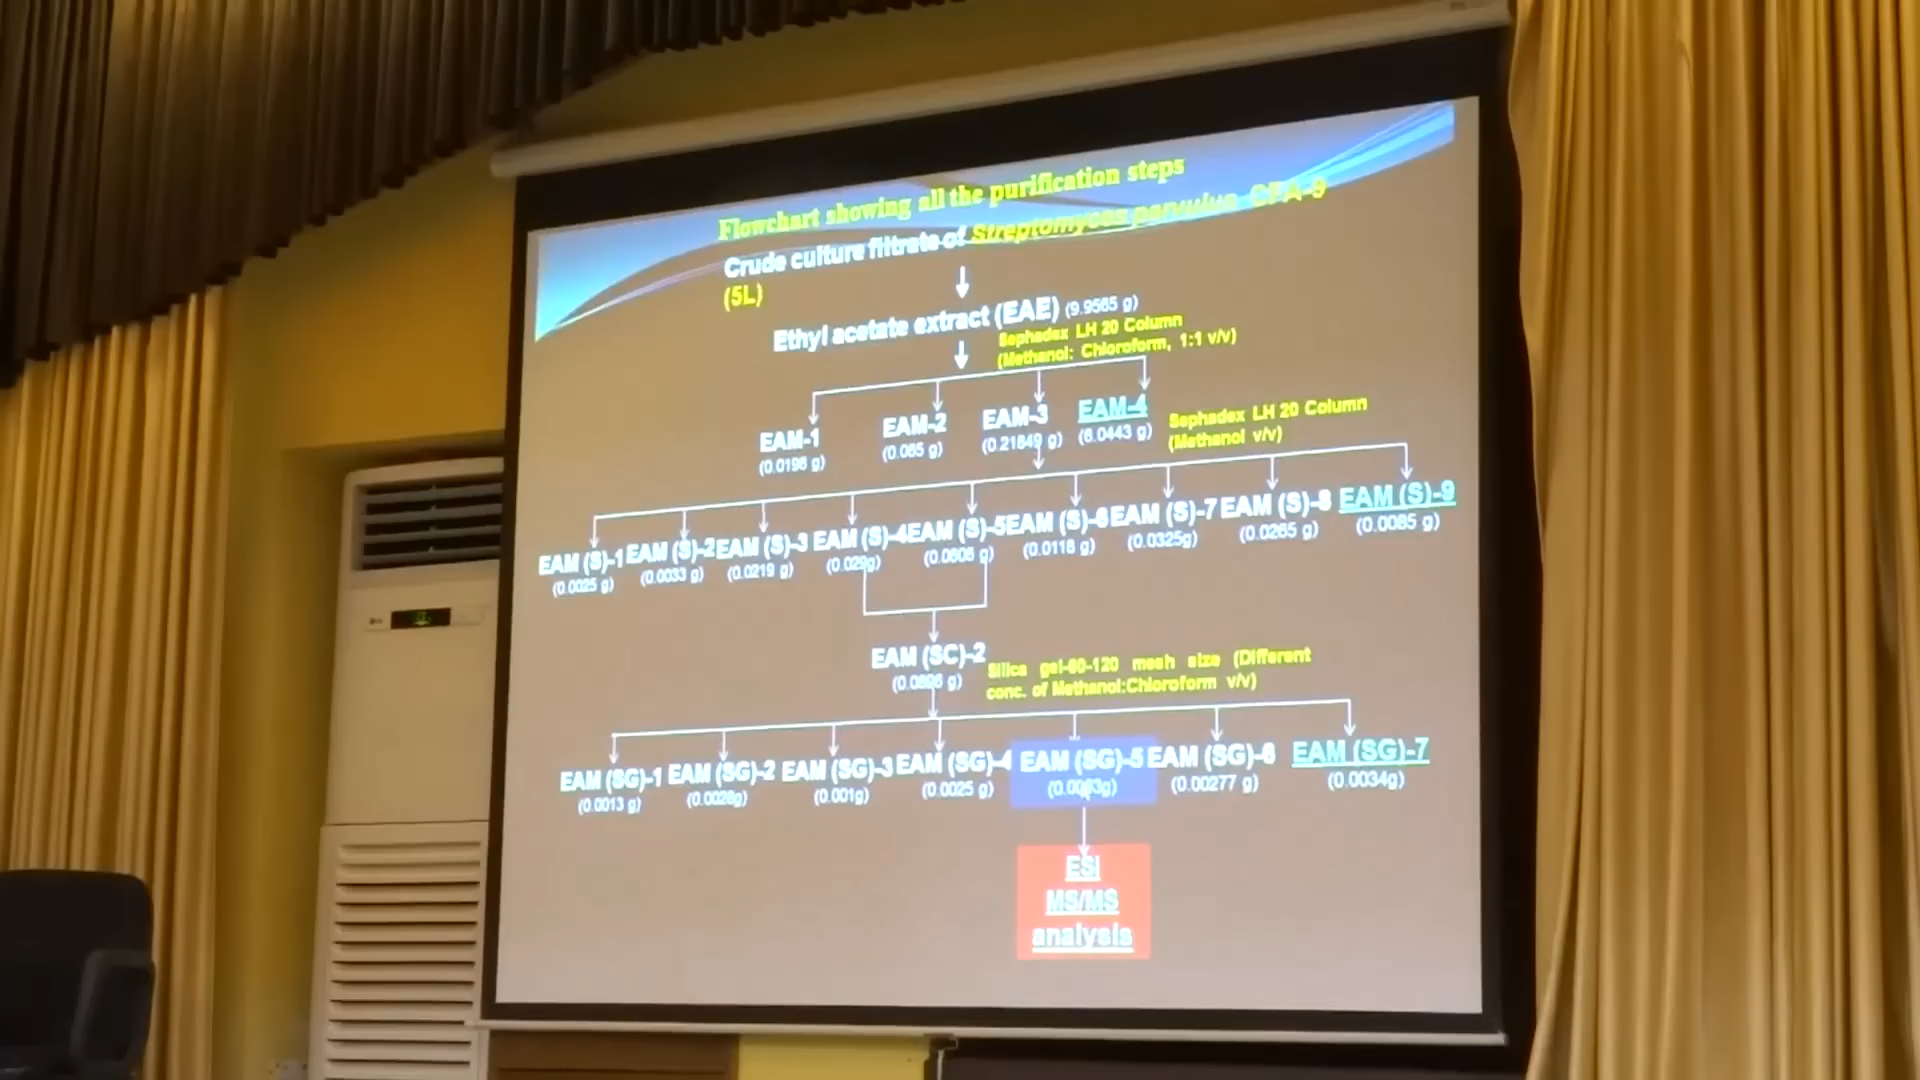 Flowchart showing all the purification steps
Crude culture filtrate of Streptomyces parvulus CFA-9
(5L)
Ethyl acetate extract (EAE) (9.9565 g)
Sephadex LH 20 Column
(Methanol: Chloroform, 1:1 v/v)
EAM-1 EAM-2 EAM-3 EAM-4
(0.0196 g) (0.065 g) (0.21849 g) (6.0443 g)
Sephadex LH 20 Column
(Methanol v/v)
EAM (S)-1 EAM (S)-2 EAM (S)-3 EAM (S)-4 EAM (S)-5 EAM (S)-6 EAM (S)-7 EAM (S)-8 EAM (S)-9
(0.0025 g) (0.0033 g) (0.0219 g) (0.029g) (0.0606 g) (0.0118 g) (0.0325g) (0.0265 g) (0.0085 g)
EAM (SC)-2
(0.0896 g)
Silica gel-60-120 mesh size (Different
conc. of Methanol:Chloroform v/v)
EAM (SG)-1 EAM (SG)-2 EAM (SG)-3 EAM (SG)-4 EAM (SG)-5 EAM (SG)-6 EAM (SG)-7
(0.0013 g) (0.0028g) (0.001g) (0.0025 g) (0.00277 g) (0.0034g)
ESI
MS/MS
analysis